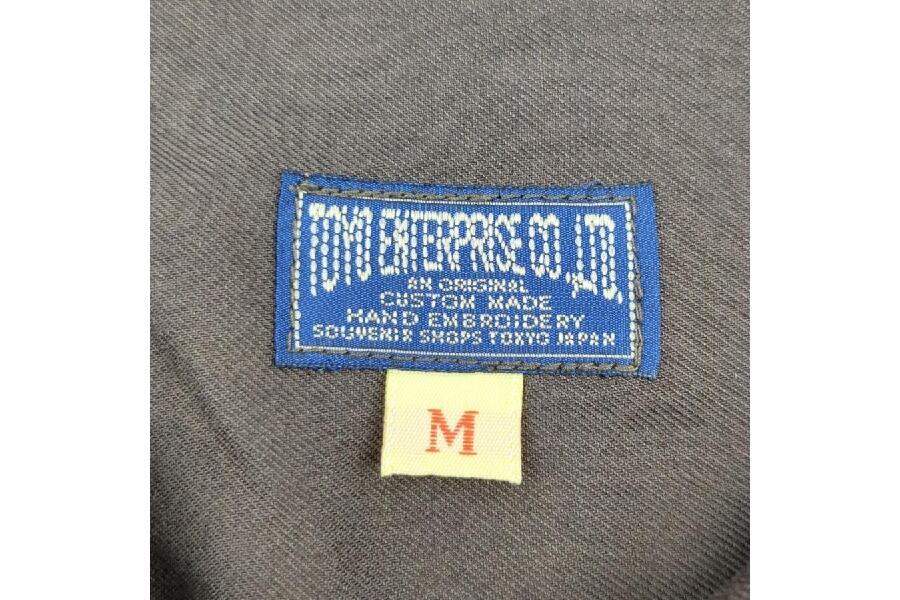 TOYO ENTERPRISE CO.,LTD.
AN ORIGINAL
CUSTOM MADE
HAND EMBROIDERY
SOUVENIR SHOPS TOKYO JAPAN
M